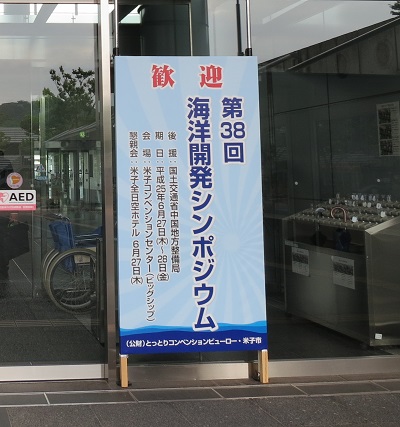 歓迎
第38回
海洋開発シンポジウム
後援:国土交通省中国地方整備局
期日:平成25年6月27日(木)~28日(金)
会場:米子コンベンションセンター(ビッグシップ)
懇親会:米子全日空ホテル6月27日(木)
(公財)とっとりコンベンションビューロー・米子市
AED